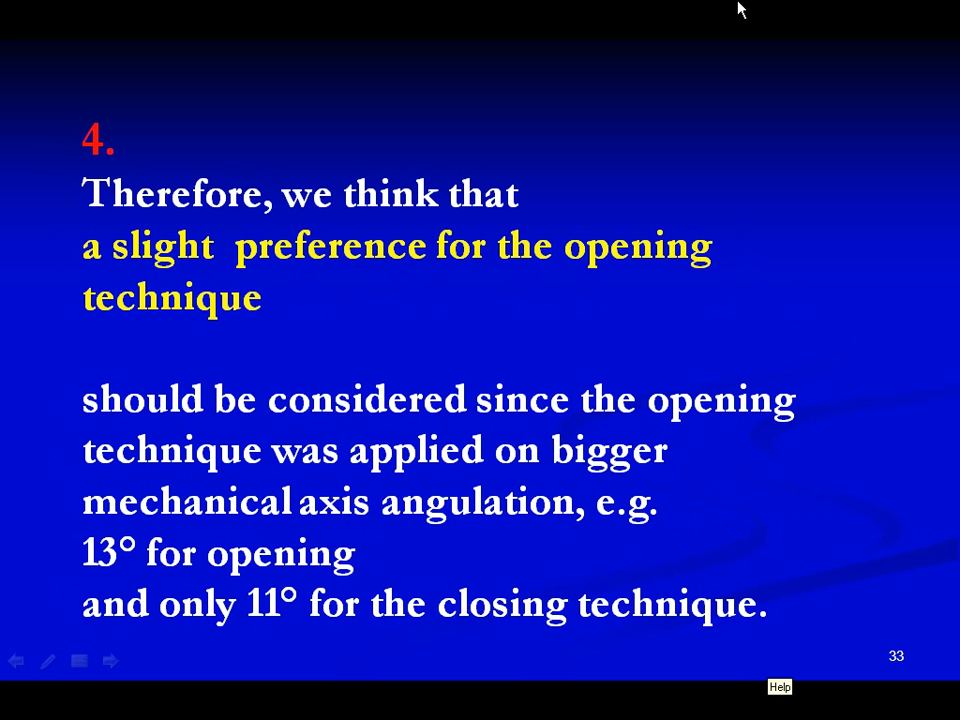 4.
Therefore, we think that
a slight preference for the opening
technique
should be considered since the opening
technique was applied on bigger
mechanical axis angulation, e.g.
13° for opening
and only 11° for the closing technique.
33
Help